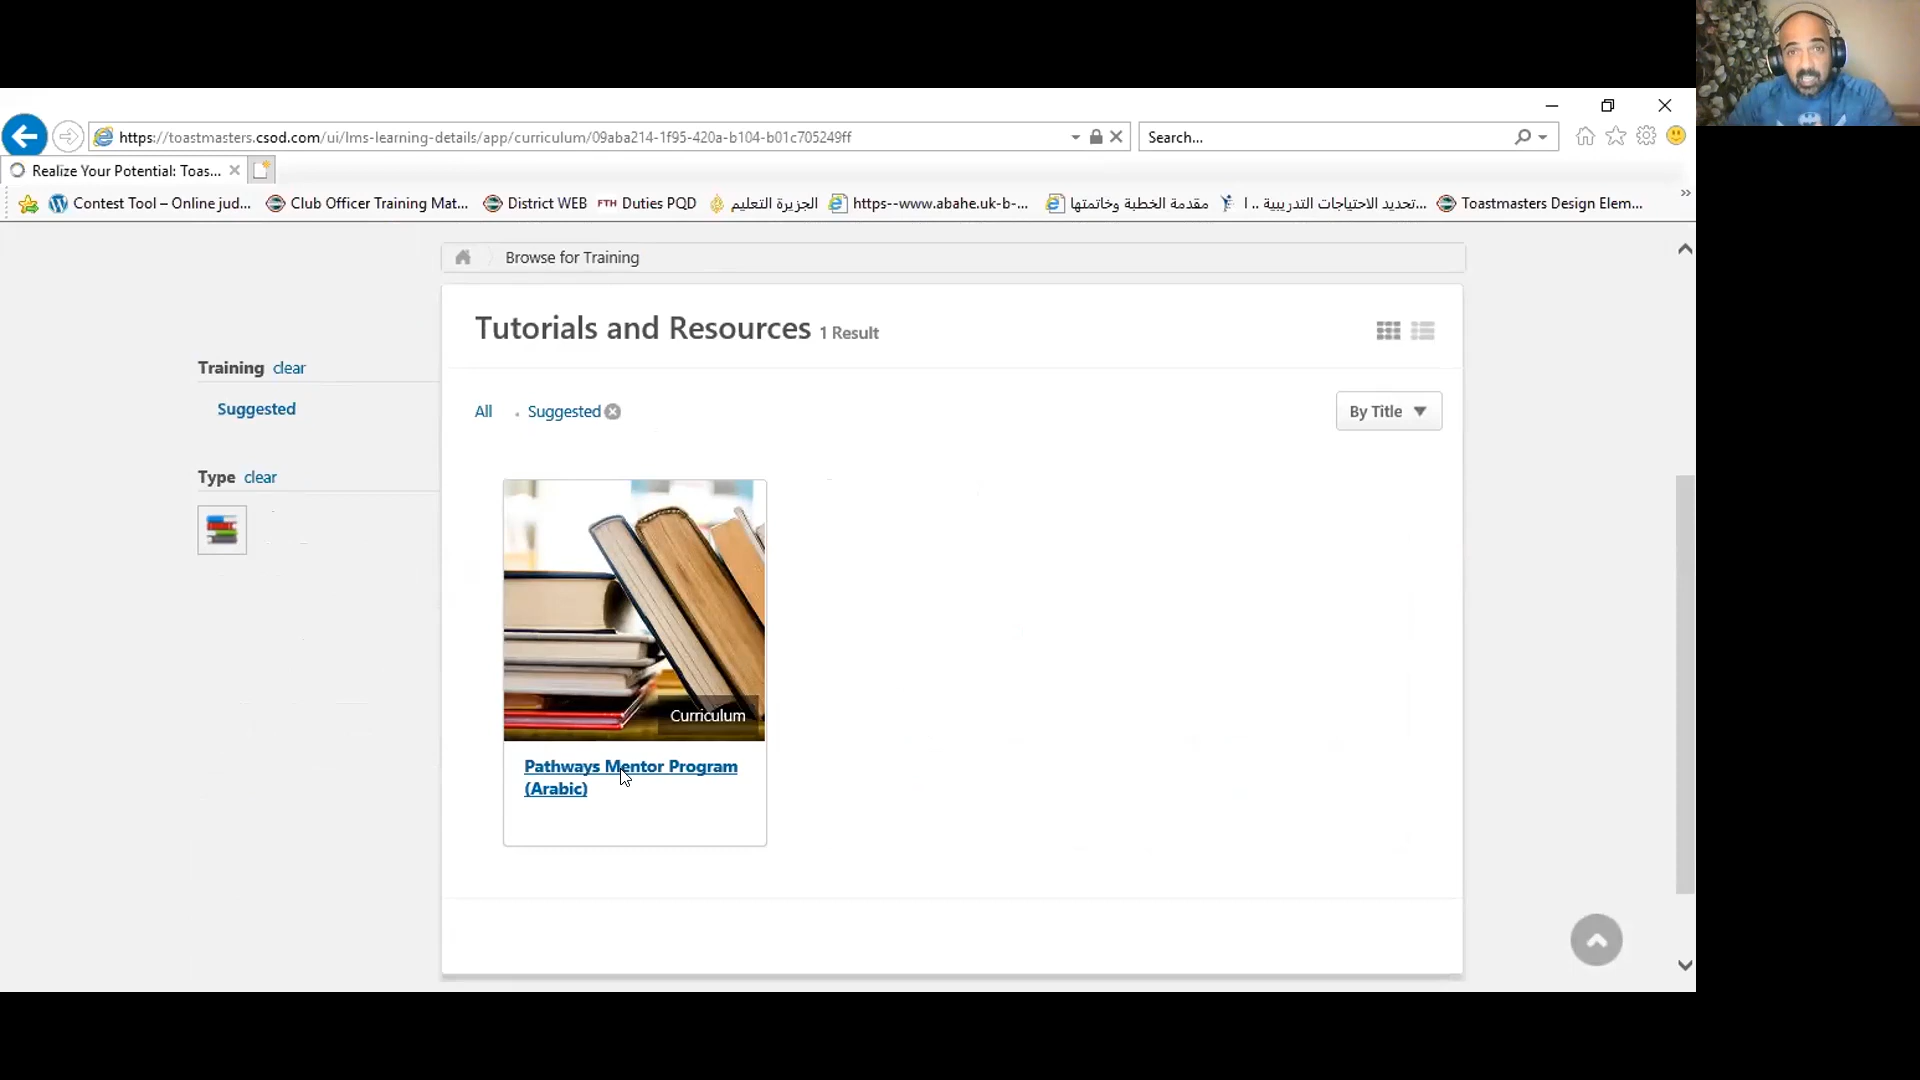 https://toastmasters.csod.com/ui/lms-learning-details/app/curriculum/09aba214-1f95-420a-b104-b01c705249ff
Search...
Realize Your Potential: Toas...
Contest Tool – Online jud...
Club Officer Training Mat...
District WEB
FTH Duties PQD
الجزيرة التعليم
https--www.abahe.uk-b-...
مقدمة الخطبة وخاتمتها
تحديد الاحتياجات التدريبية .. ا...
Toastmasters Design Elem...
Browse for Training
Tutorials and Resources 1 Result
Training clear
Suggested
Type clear
All
Suggested
By Title
Curriculum
Pathways Mentor Program
(Arabic)